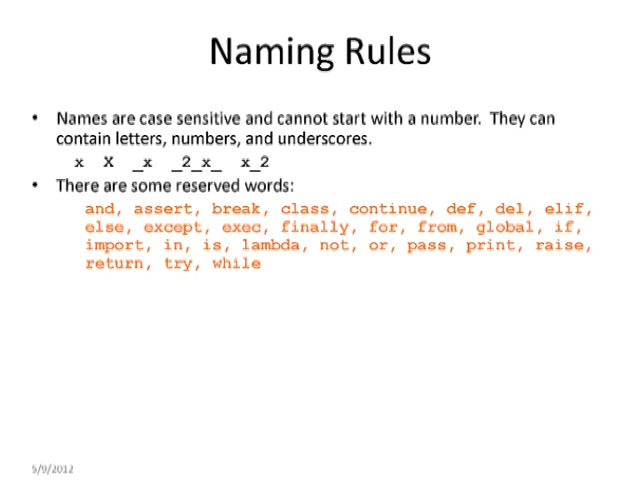 Naming Rules
• Names are case sensitive and cannot start with a number. They can
contain letters, numbers, and underscores.
x X _x _2_x_ x_2
• There are some reserved words:
and, assert, break, class, continue, def, del, elif,
else, except, exec, finally, for, from, global, if,
import, in, is, lambda, not, or, pass, print, raise,
return, try, while
5/9/2012